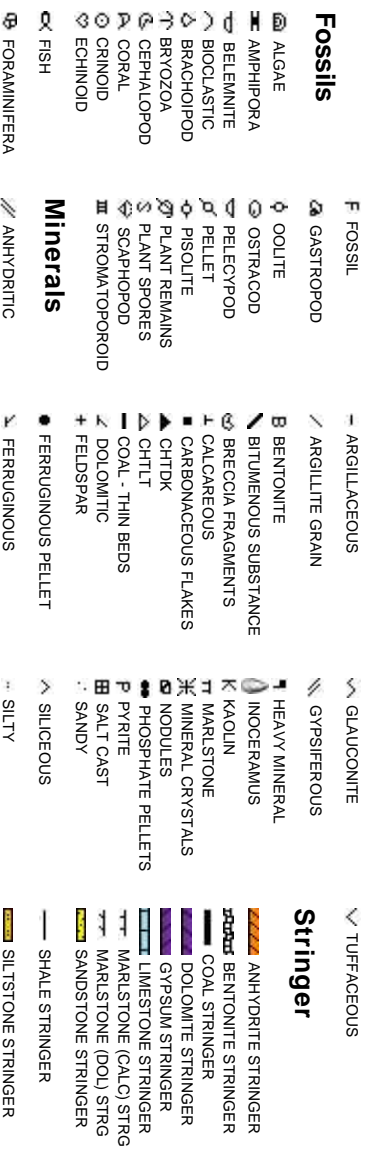 Fossils
ALGAE
AMPHIPORA
BELEMNITE
BIOCLASTIC
BRACHOIPOD
BRYOZOA
CEPHALOPOD
CORAL
CRINOID
ECHINOID
FISH
FORAMINIFERA
F FOSSIL
GASTROPOD
OOLITE
OSTRACOD
PELECYPOD
PELLET
PISOLITE
PLANT REMAINS
S PLANT SPORES
SCAPHOPOD
STROMATOPOROID
Minerals
ANHYDRITIC
ARGILLACEOUS
ARGILLITE GRAIN
B BENTONITE
BITUMENOUS SUBSTANCE
BRECCIA FRAGMENTS
CALCAREOUS
CARBONACEOUS FLAKES
CHTDK
CHTLT
COAL - THIN BEDS
DOLOMITIC
+ FELDSPAR
FERRUGINOUS PELLET
FERRUGINOUS
GLAUCONITE
GYPSIFEROUS
HEAVY MINERAL
INOCERAMUS
K KAOLIN
MARLSTONE
MINERAL CRYSTALS
NODULES
PHOSPHATE PELLETS
P PYRITE
SALT CAST
SANDY
SILICEOUS
SILTY
TUFFACEOUS
Stringer
ANHYDRITE STRINGER
BENTONITE STRINGER
COAL STRINGER
DOLOMITE STRINGER
GYPSUM STRINGER
LIMESTONE STRINGER
MARLSTONE (CALC) STRG
MARLSTONE (DOL) STRG
SANDSTONE STRINGER
SHALE STRINGER
SILTSTONE STRINGER